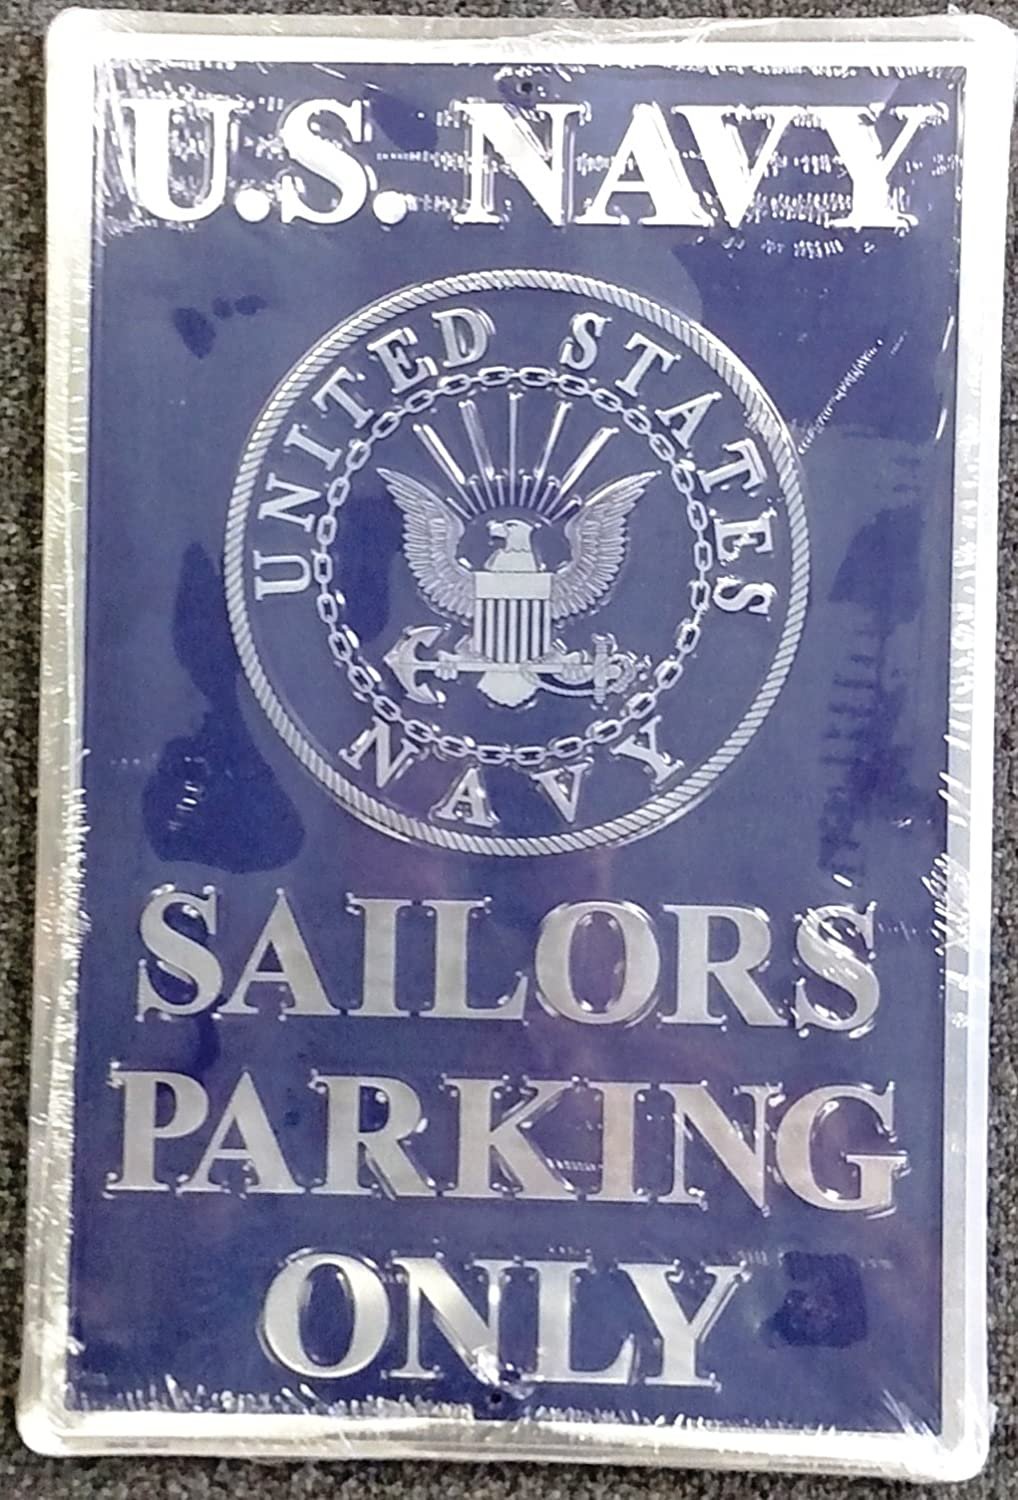 U.S. NAVY
UNITED STATES
NAVY
SAILORS
PARKING
ONLY